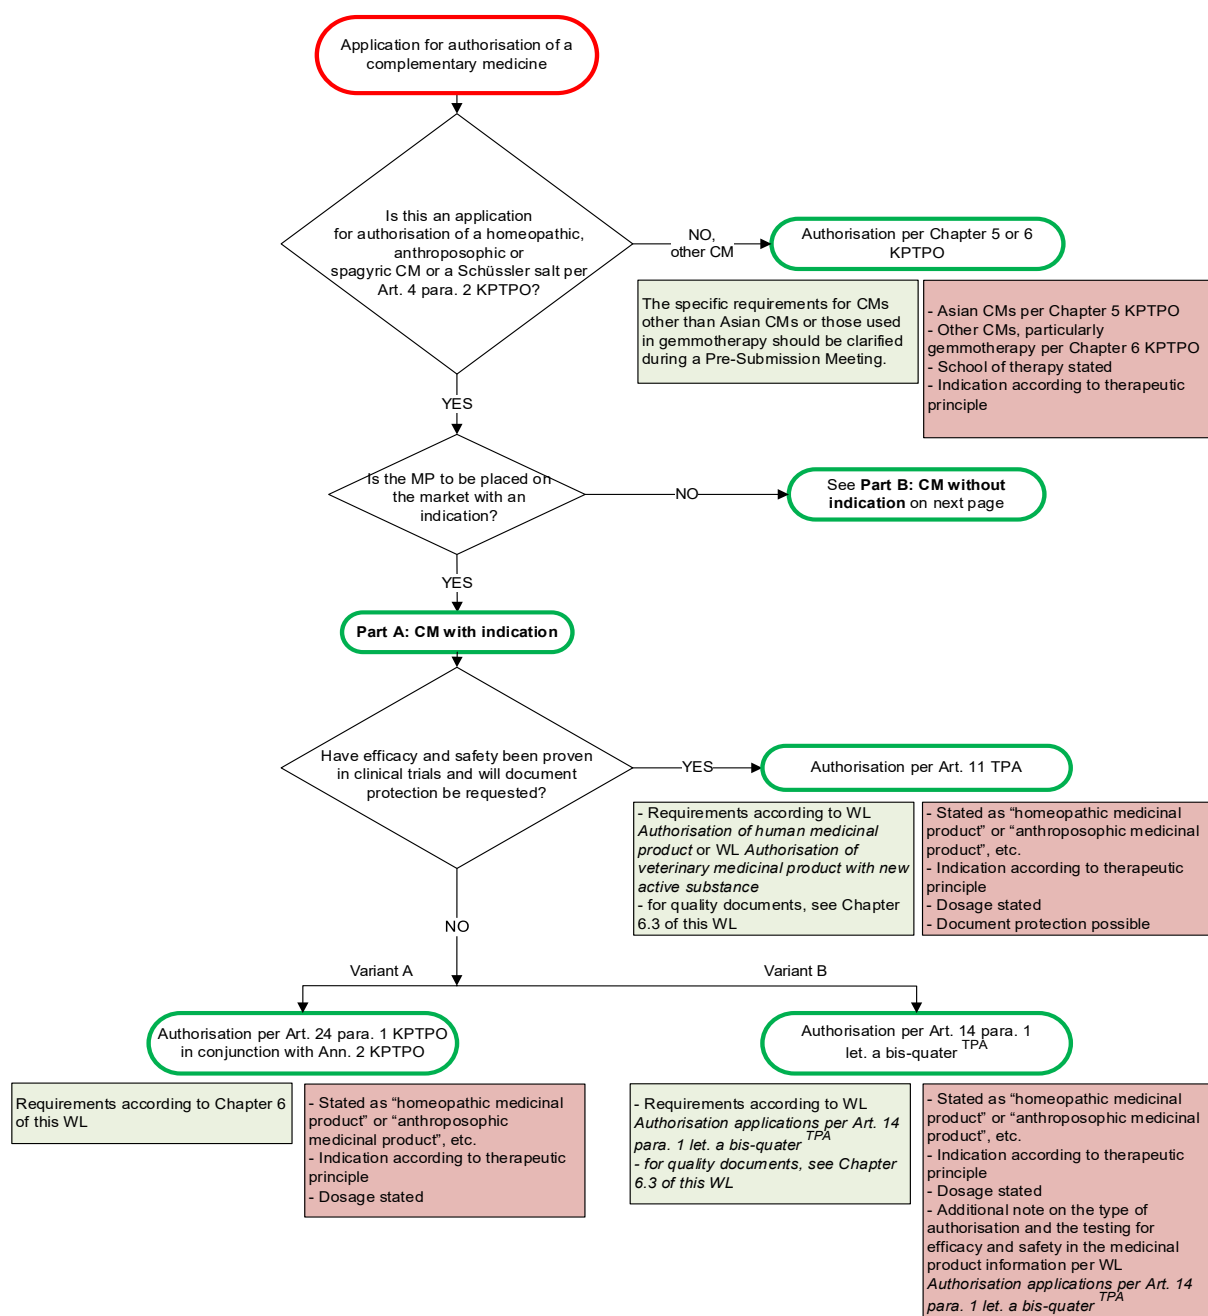 Application for authorisation of a
complementary medicine
Is this an application
for authorisation of a homeopathic,
anthroposophic or
spagyric CM or a Schüssler salt per
Art. 4 para. 2 KPTPO?
NO,
other CM
Authorisation per Chapter 5 or 6
KPTPO
The specific requirements for CMs
other than Asian CMs or those used
in gemmotherapy should be clarified
during a Pre-Submission Meeting.
- Asian CMs per Chapter 5 KPTPO
- Other CMs, particularly
gemmotherapy per Chapter 6 KPTPO
- School of therapy stated
- Indication according to therapeutic
principle
YES
Is the MP to be placed on
the market with an
indication?
NO
See Part B: CM without
indication on next page
YES
Part A: CM with indication
Have efficacy and safety been proven
in clinical trials and will document
protection be requested?
YES
Authorisation per Art. 11 TPA
- Requirements according to WL
Authorisation of human medicinal
product or WL Authorisation of
veterinary medicinal product with new
active substance
- for quality documents, see Chapter
6.3 of this WL
- Stated as “homeopathic medicinal
product” or “anthroposophic medicinal
product”, etc.
- Indication according to therapeutic
principle
- Dosage stated
- Document protection possible
NO
Variant A
Variant B
Authorisation per Art. 24 para. 1 KPTPO
in conjunction with Ann. 2 KPTPO
Requirements according to Chapter 6
of this WL
- Stated as “homeopathic medicinal
product” or “anthroposophic
medicinal product”, etc.
- Indication according to therapeutic
principle
- Dosage stated
Authorisation per Art. 14 para. 1
let. a bis-quater TPA
- Requirements according to WL
Authorisation applications per Art. 14
para. 1 let. a bis-quater TPA
- for quality documents, see Chapter
6.3 of this WL
- Stated as “homeopathic medicinal
product” or “anthroposophic medicinal
product”, etc.
- Indication according to therapeutic
principle
- Dosage stated
- Additional note on the type of
authorisation and the testing for
efficacy and safety in the medicinal
product information per WL
Authorisation applications per Art. 14
para. 1 let. a bis-quater TPA